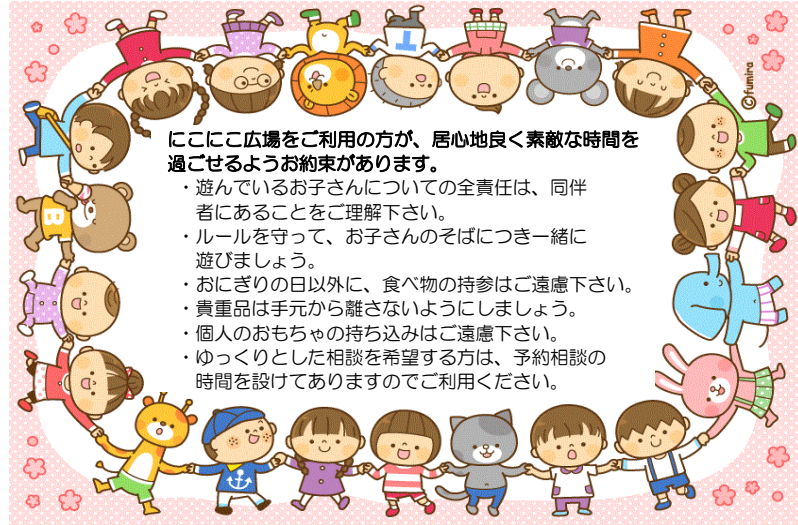 にこにこ広場をご利用の方が、居心地良く素敵な時間を
過ごせるようお約束があります。
・遊んでいるお子さんについての全責任は、同伴
者にあることをご理解下さい。
・ルールを守って、お子さんのそばにつき一緒に
遊びましょう。
・おにぎりの日以外に、食べ物の持参はご遠慮下さい。
・貴重品は手元から離さないようにしましょう。
・個人のおもちゃの持ち込みはご遠慮下さい。
・ゆっくりとした相談を希望する方は、予約相談の
時間を設けてありますのでご利用ください。
©fumira
T
B